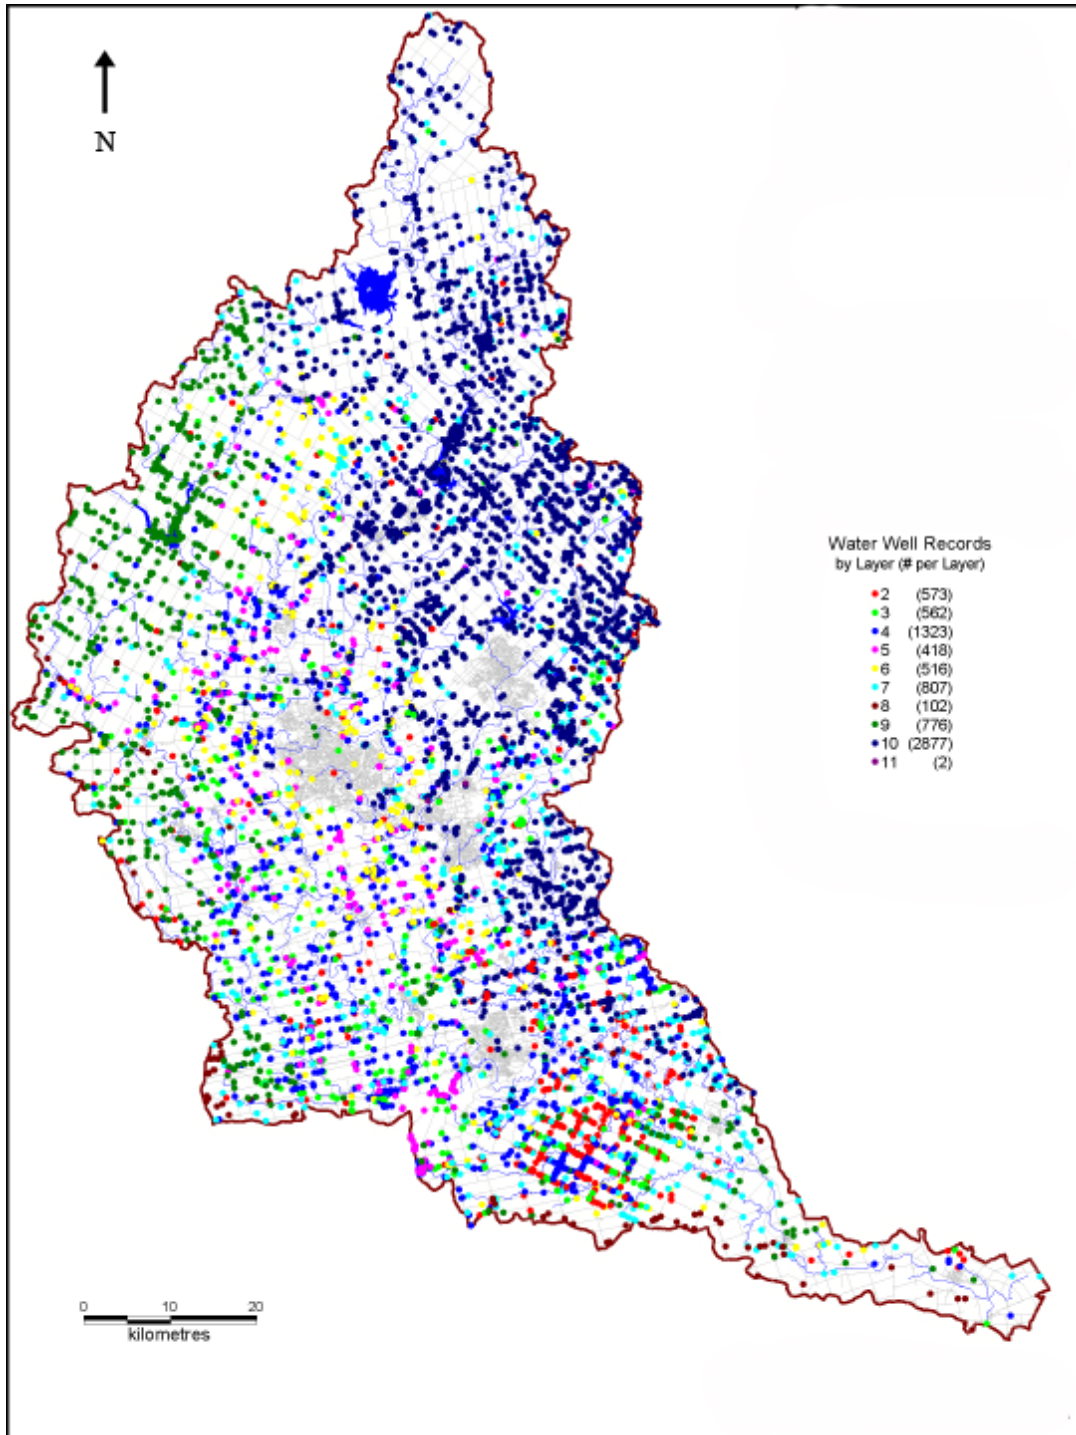 N
Water Well Records
by Layer (# per Layer)
2 (573)
3 (562)
4 (1323)
5 (418)
6 (516)
7 (807)
8 (102)
9 (776)
10 (2877)
11 (2)
0 10 20
kilometres